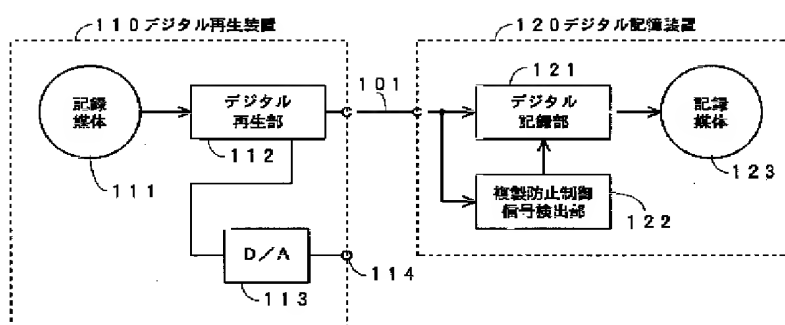 110デジタル再生装置
120デジタル記憶装置
記録
媒体
111
デジタル
再生部
112
101
121
デジタル
記録部
記録
媒体
123
複製防止制御
信号検出部
122
D/A
113
114